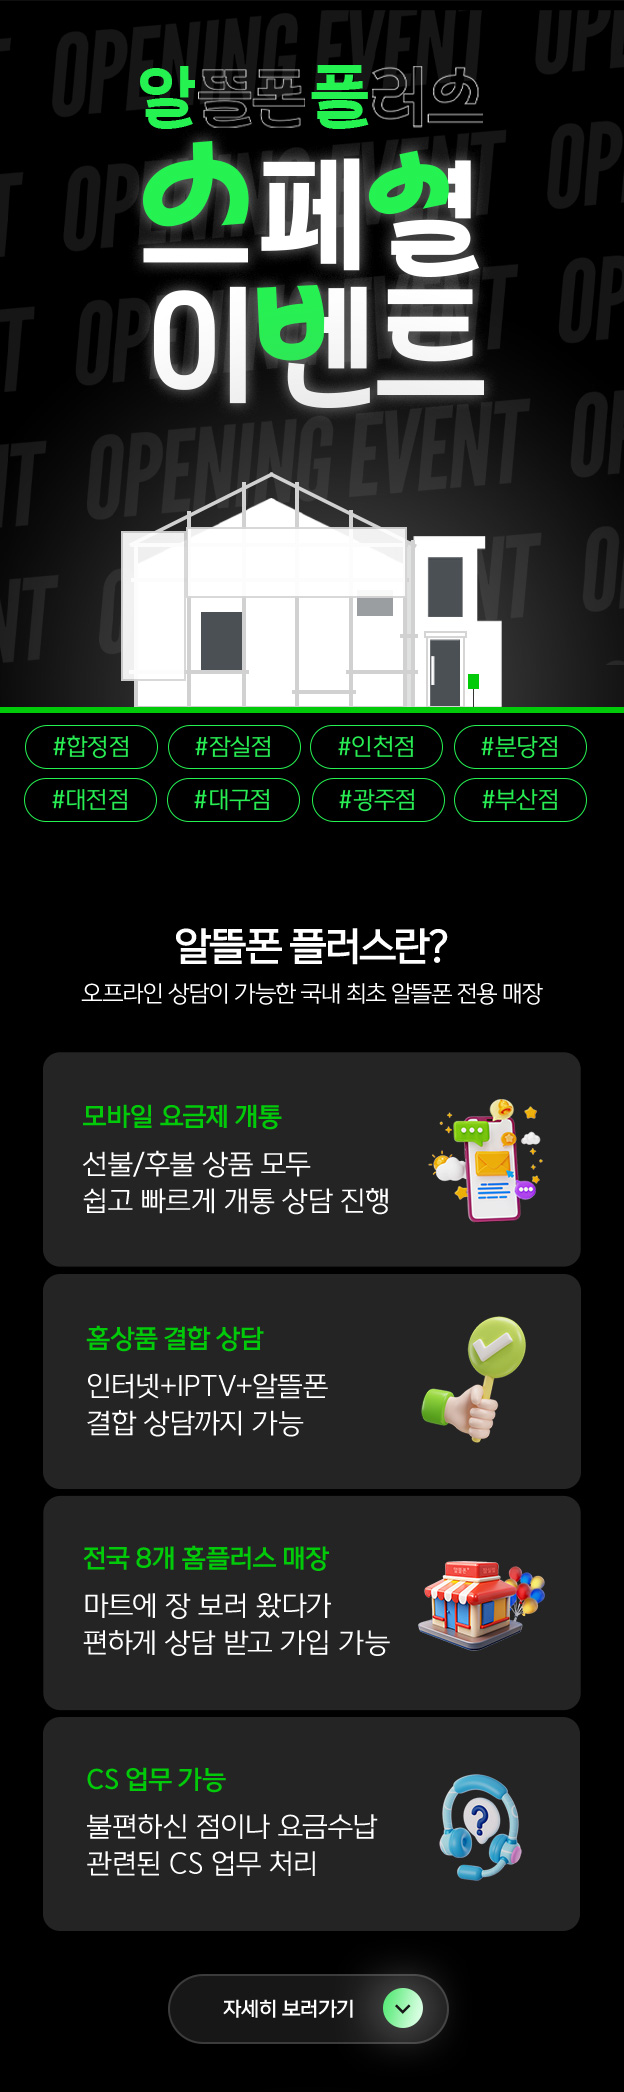 OPENING EVENT
알뜰폰 플러스
스페셜
이벤트
OPENING EVENT
#합정점 #잠실점 #인천점 #분당점
#대전점 #대구점 #광주점 #부산점
알뜰폰 플러스란?
오프라인 상담이 가능한 국내 최초 알뜰폰 전용 매장
모바일 요금제 개통
선불/후불 상품 모두
쉽고 빠르게 개통 상담 진행
홈상품 결합 상담
인터넷+IPTV+알뜰폰
결합 상담까지 가능
전국 8개 홈플러스 매장
마트에 장 보러 왔다가
편하게 상담 받고 가입 가능
CS 업무 가능
불편하신 점이나 요금수납
관련된 CS 업무 처리
?
자세히 보러가기